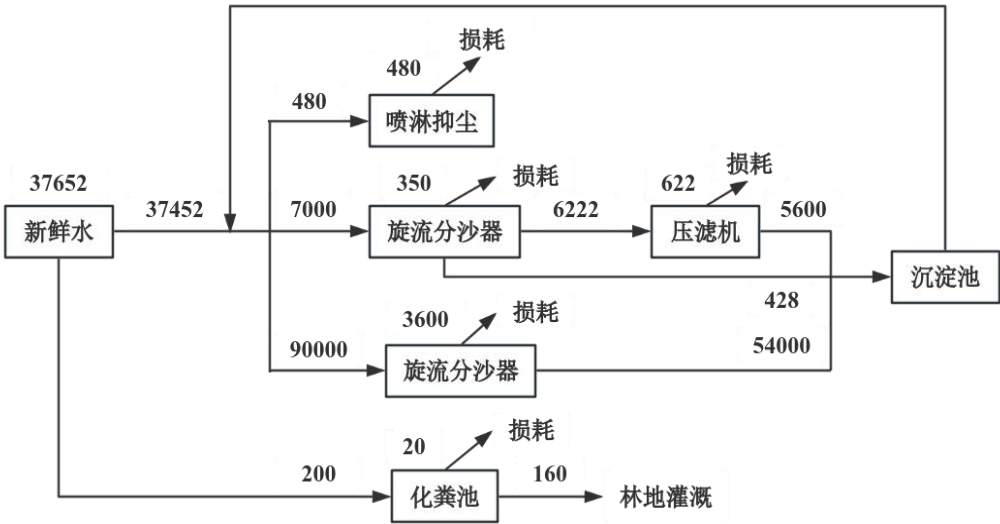 损耗
480
480
喷淋抑尘
37652
新鲜水
37452
7000
350
损耗
旋流分沙器
6222
622
损耗
压滤机
5600
沉淀池
428
90000
3600
损耗
旋流分沙器
54000
200
20
损耗
化粪池
160
林地灌溉